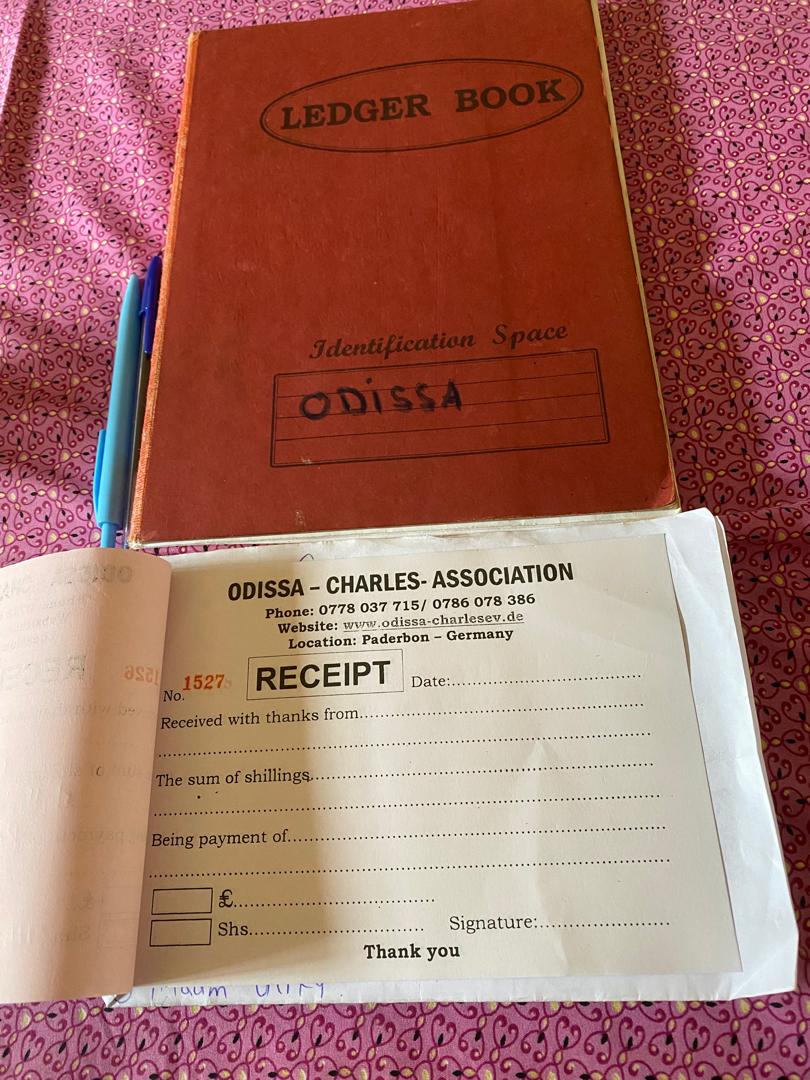 LEDGER BOOK
Identification Space
ODISSA
ODISSA – CHARLES- ASSOCIATION
Phone: 0778 037 715/ 0786 078 386
Website: www.odissa-charlesev.de
Location: Paderbon – Germany
No. 1527 RECEIPT Date:
Received with thanks from
The sum of shillings
Being payment of
£
Shs. Signature:
Thank you
1526